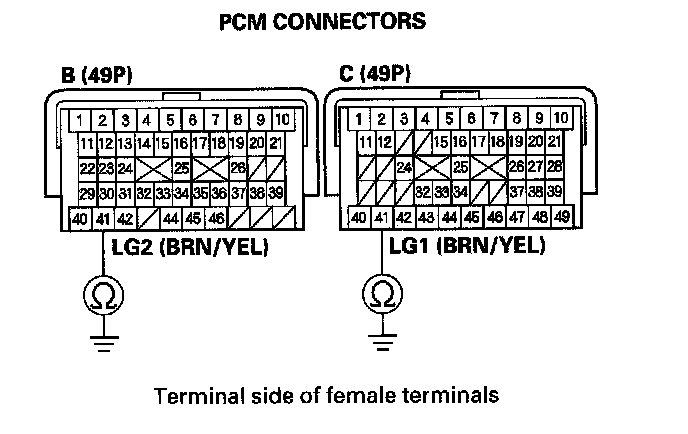 PCM CONNECTORS
B (49P)
1 2 3 4 5 6 7 8 9 10
11 12 13 14 15 16 17 18 19 20 21
22 23 24 25 26
29 30 31 32 33 34 35 36 37 38 39
40 41 42 44 45 46
LG2 (BRN/YEL)
Ω
C (49P)
1 2 3 4 5 6 7 8 9 10
11 12 15 16 17 18 19 20 21
24 25 26 27 28
32 33 34 37 38 39
40 41 42 43 44 45 46 47 48 49
LG1 (BRN/YEL)
Ω
Terminal side of female terminals